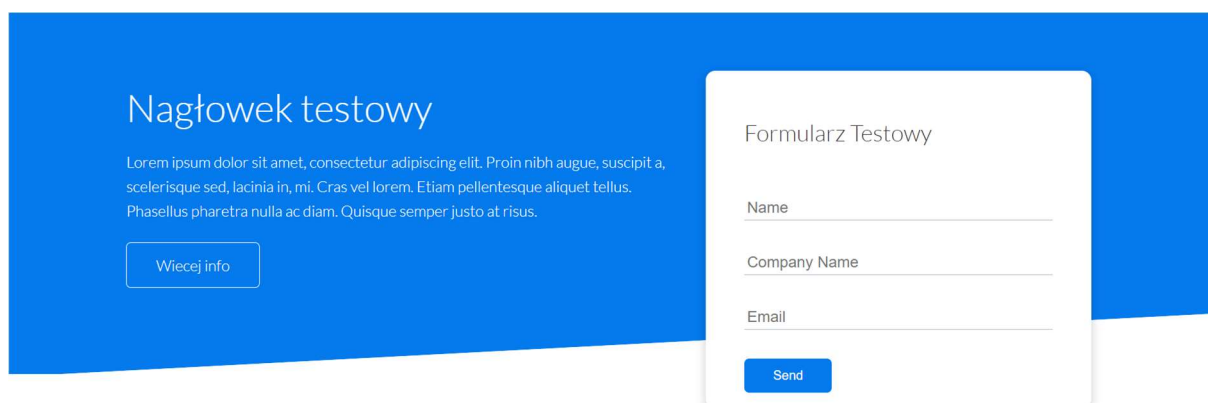 Nagłowek testowy
Lorem ipsum dolor sit amet, consectetur adipiscing elit. Proin nibh augue, suscipit a,
scelerisque sed, lacinia in, mi. Cras vel lorem. Etiam pellentesque aliquet tellus.
Phasellus pharetra nulla ac diam. Quisque semper justo at risus.
Wiecej info
Formularz Testowy
Name
Company Name
Email
Send